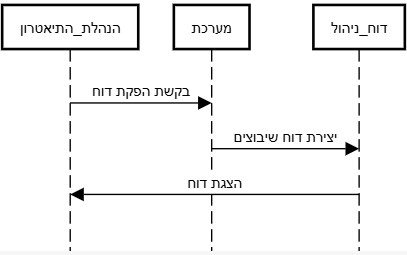 הנהלת_התיאטרון
מערכת
דוח_ניהול
בקשת הפקת דוח
יצירת דוח שיבוצים
הצגת דוח